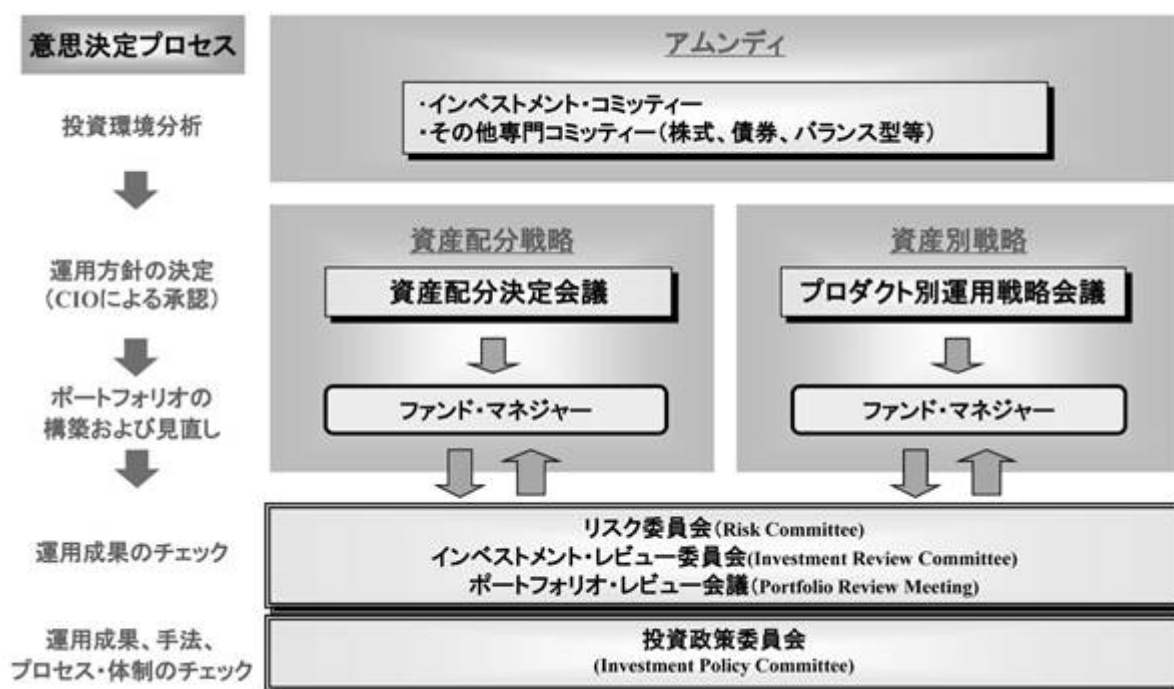 意思決定プロセス
アムンディ
・インベストメント・コミッティー
・その他専門コミッティー(株式、債券、バランス型等)
投資環境分析
資産配分戦略
資産別戦略
運用方針の決定
(CIOによる承認)
資産配分決定会議
プロダクト別運用戦略会議
ポートフォリオの
構築および見直し
ファンド・マネジャー
ファンド・マネジャー
運用成果のチェック
リスク委員会(Risk Committee)
インベストメント・レビュー委員会(Investment Review Committee)
ポートフォリオ・レビュー会議(Portfolio Review Meeting)
運用成果、手法、
プロセス・体制のチェック
投資政策委員会
(Investment Policy Committee)